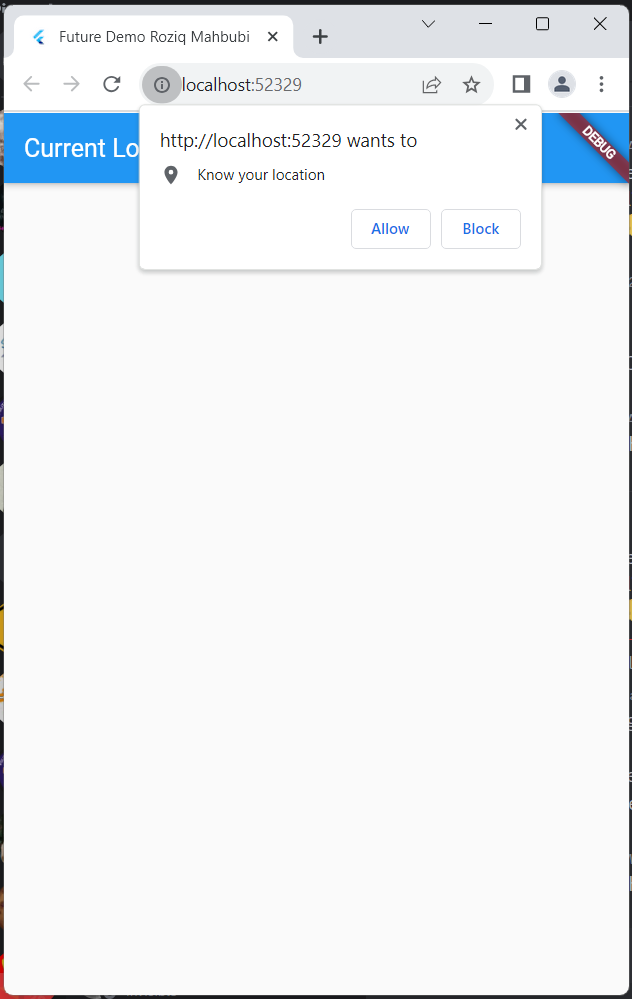 Future Demo Roziq Mahbubi
localhost:52329
Current Lo
DEBUG
http://localhost:52329 wants to
Know your location
Allow
Block